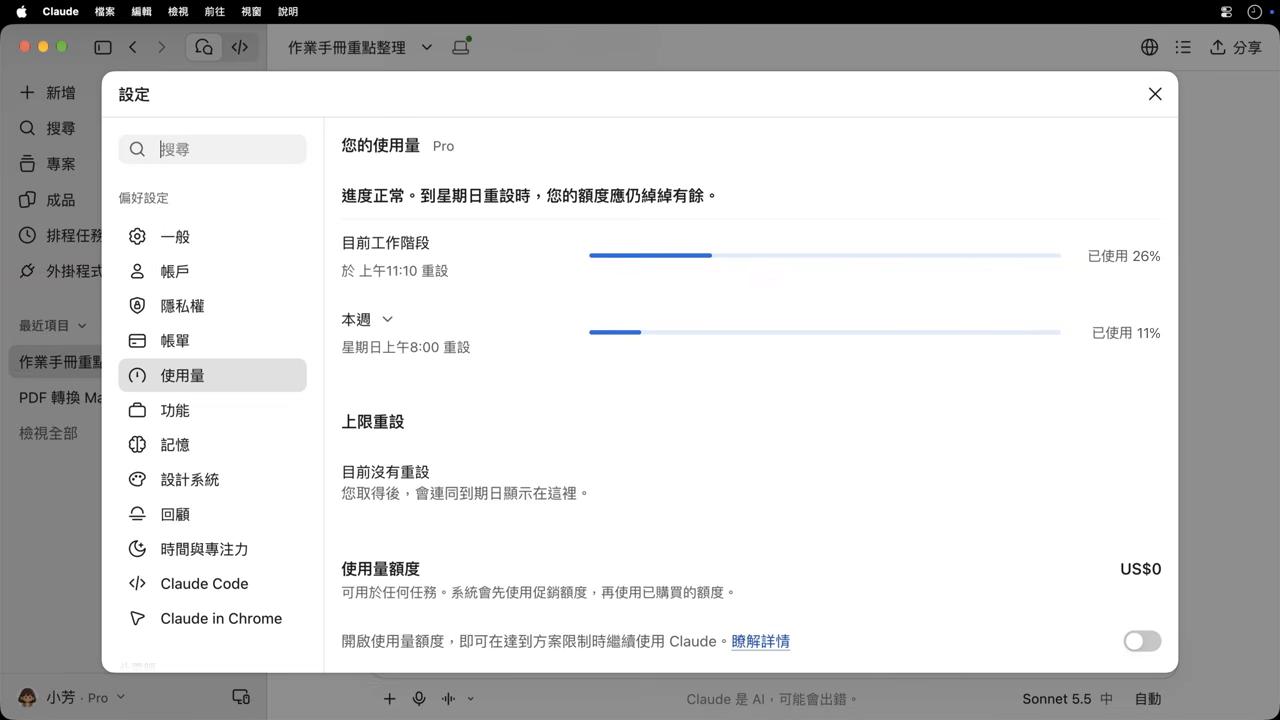 Claude 檔案 編輯 檢視 前往 視窗 說明
作業手冊重點整理
分享
新增
搜尋
專案
成品
排程任務
外掛程式
最近項目
作業手冊重點
PDF 轉換 Ma
檢視全部
小芳 · Pro
設定
搜尋
偏好設定
一般
帳戶
隱私權
帳單
使用量
功能
記憶
設計系統
回顧
時間與專注力
Claude Code
Claude in Chrome
您的使用量 Pro
進度正常。到星期日重設時，您的額度應仍綽綽有餘。
目前工作階段
於 上午11:10 重設
已使用 26%
本週
星期日上午8:00 重設
已使用 11%
上限重設
目前沒有重設
您取得後，會連同到期日顯示在這裡。
使用量額度
US$0
可用於任何任務。系統會先使用促銷額度，再使用已購買的額度。
開啟使用量額度，即可在達到方案限制時繼續使用 Claude。瞭解詳情
Claude 是 AI，可能會出錯。
Sonnet 5.5 中 自動